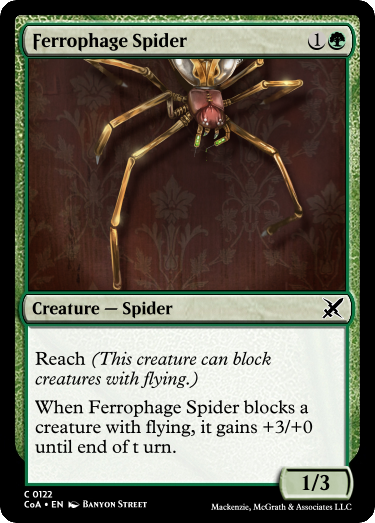 Ferrophage Spider 1
Creature — Spider
Reach (This creature can block
creatures with flying.)
When Ferrophage Spider blocks a
creature with flying, it gains +3/+0
until end of t urn.
1/3
C 0122
CoA • EN Banyon Street
Mackenzie, McGrath & Associates LLC